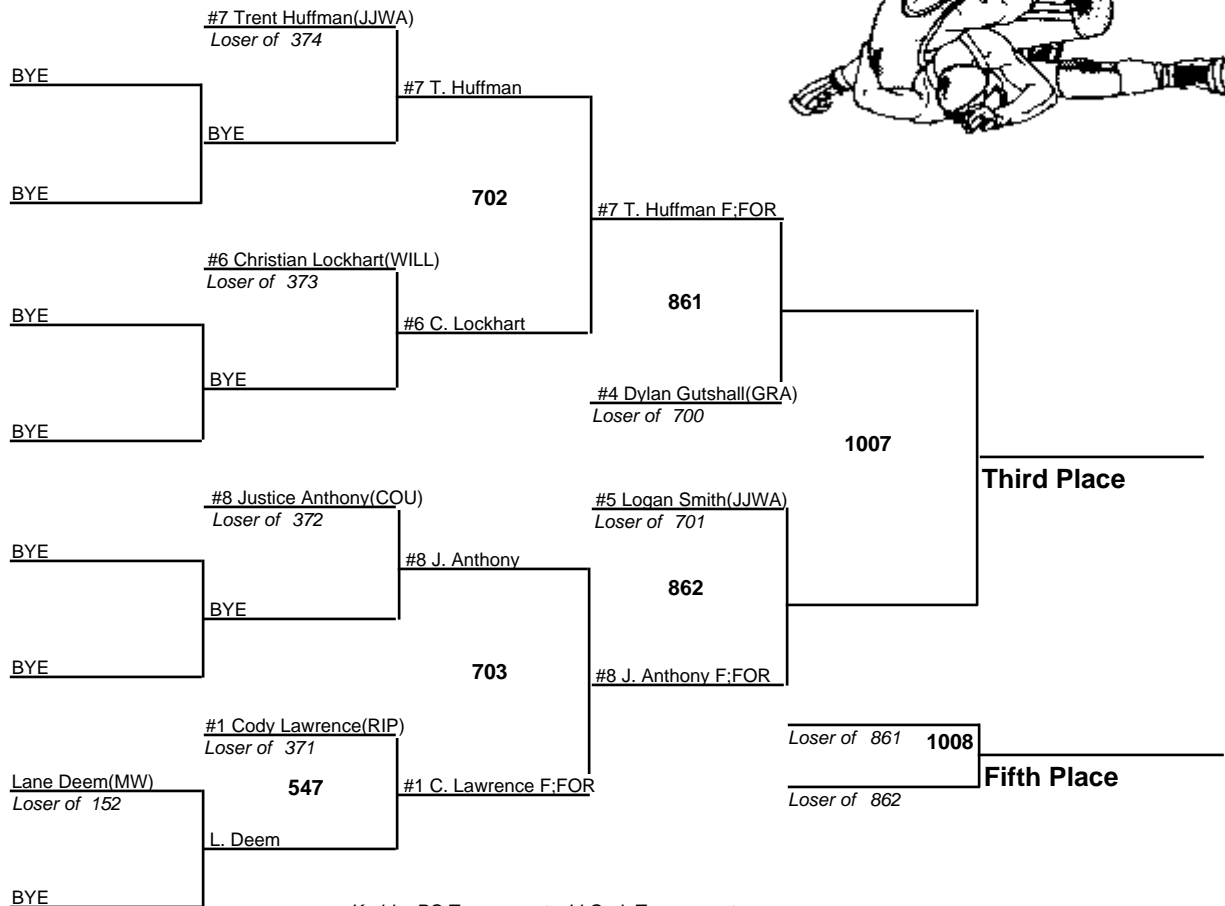 #7 Trent Huffman(JJWA)
Loser of 374
BYE
#7 T. Huffman
BYE
BYE
702
#7 T. Huffman F;FOR
#6 Christian Lockhart(WILL)
Loser of 373
861
BYE
#6 C. Lockhart
BYE
#4 Dylan Gutshall(GRA)
Loser of 700
BYE
1007
Third Place
#8 Justice Anthony(COU)
Loser of 372
#5 Logan Smith(JJWA)
Loser of 701
BYE
#8 J. Anthony
862
BYE
BYE
703
#8 J. Anthony F;FOR
#1 Cody Lawrence(RIP)
Loser of 371
Loser of 861
1008
Lane Deem(MW)
Loser of 152
547
#1 C. Lawrence F;FOR
Fifth Place
Loser of 862
L. Deem
BYE